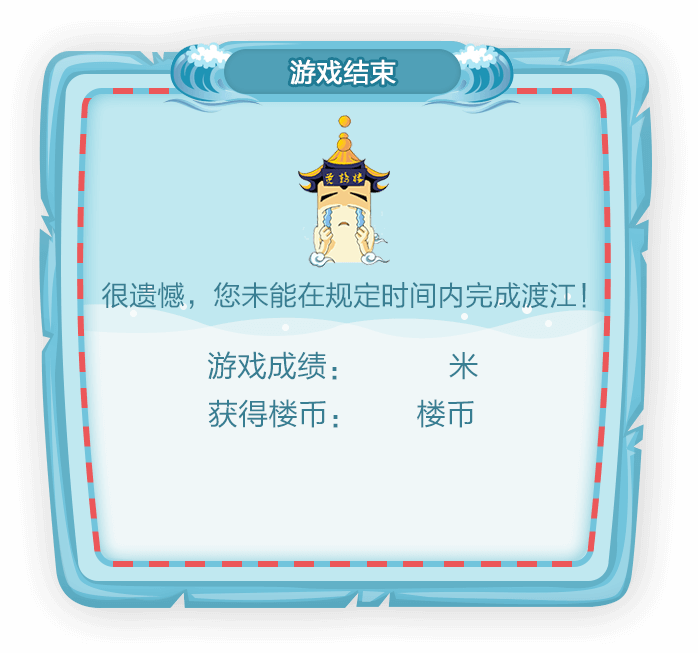 游戏结束
黄鹤楼
很遗憾，您未能在规定时间内完成渡江！
游戏成绩： 米
获得楼币： 楼币